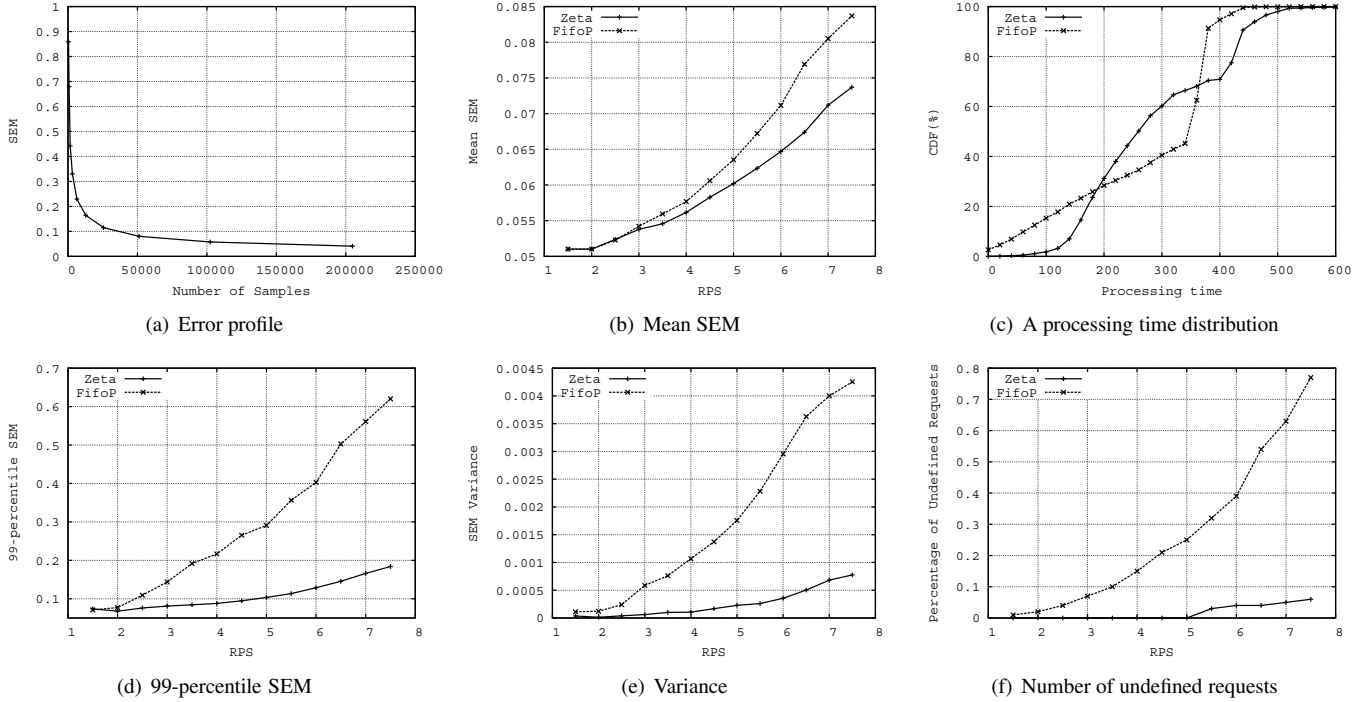 1
0.9
0.8
0.7
0.6
0.5
0.4
0.3
0.2
0.1
0
SEM
0 50000 100000 150000 200000 250000
Number of Samples
(a) Error profile
0.085
0.08
0.075
0.07
0.065
0.06
0.055
0.05
Mean SEM
Zeta
FifoP
1 2 3 4 5 6 7 8
RPS
(b) Mean SEM
100
80
60
40
20
0
CDF(%)
Zeta
FifoP
0 100 200 300 400 500 600
Processing time
(c) A processing time distribution
0.7
0.6
0.5
0.4
0.3
0.2
0.1
99-percentile SEM
Zeta
FifoP
1 2 3 4 5 6 7 8
RPS
(d) 99-percentile SEM
0.0045
0.004
0.0035
0.003
0.0025
0.002
0.0015
0.001
0.0005
0
SEM Variance
Zeta
FifoP
1 2 3 4 5 6 7 8
RPS
(e) Variance
0.8
0.7
0.6
0.5
0.4
0.3
0.2
0.1
0
Percentage of Undefined Requests
Zeta
FifoP
1 2 3 4 5 6 7 8
RPS
(f) Number of undefined requests